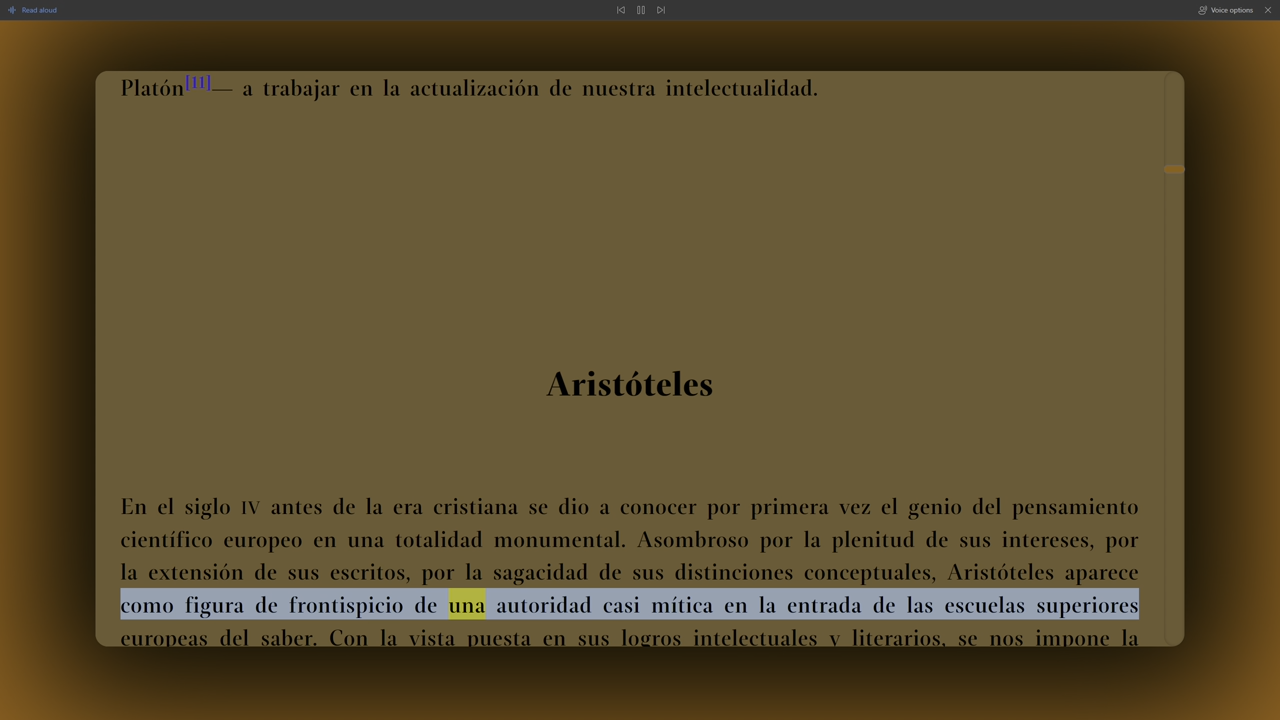 Read aloud
Voice options
Platón[11]— a trabajar en la actualización de nuestra intelectualidad.
Aristóteles
En el siglo IV antes de la era cristiana se dio a conocer por primera vez el genio del pensamiento
científico europeo en una totalidad monumental. Asombroso por la plenitud de sus intereses, por
la extensión de sus escritos, por la sagacidad de sus distinciones conceptuales, Aristóteles aparece
como figura de frontispicio de una autoridad casi mítica en la entrada de las escuelas superiores
europeas del saber. Con la vista puesta en sus logros intelectuales y literarios, se nos impone la